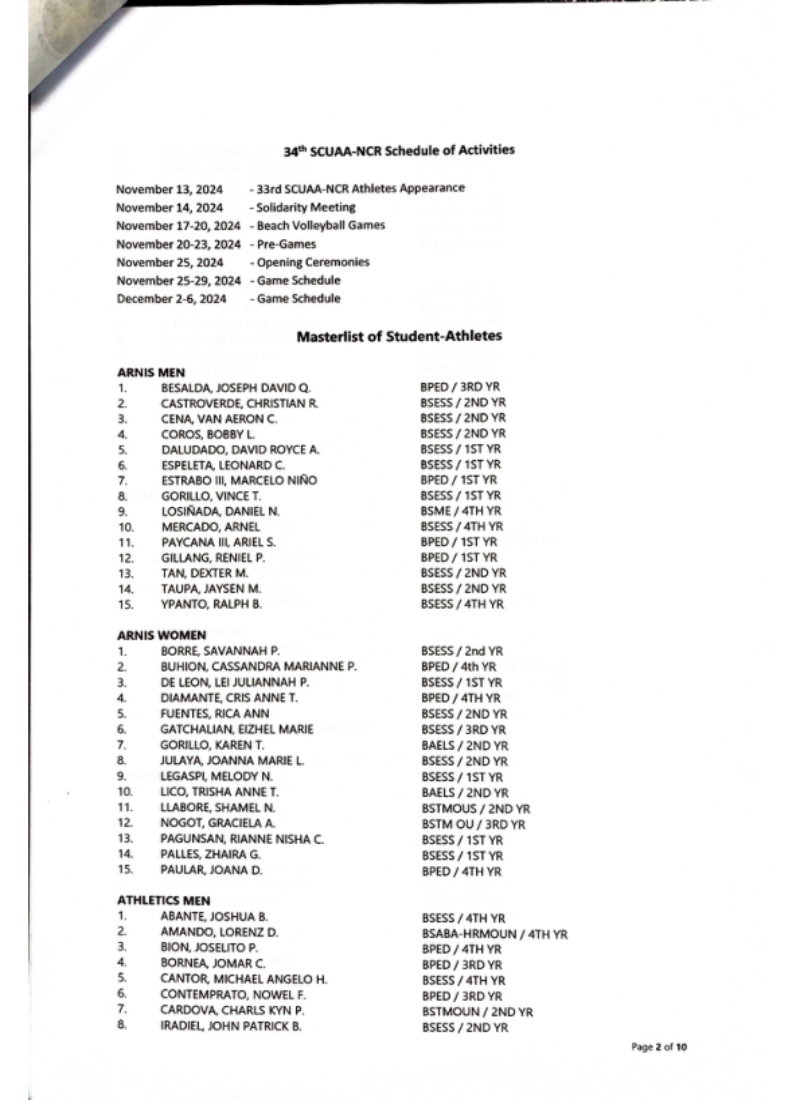 34th SCUAA-NCR Schedule of Activities
November 13, 2024 - 33rd SCUAA-NCR Athletes Appearance
November 14, 2024 - Solidarity Meeting
November 17-20, 2024 - Beach Volleyball Games
November 20-23, 2024 - Pre-Games
November 25, 2024 - Opening Ceremonies
November 25-29, 2024 - Game Schedule
December 2-6, 2024 - Game Schedule
Masterlist of Student-Athletes
ARNIS MEN
1. BESALDA, JOSEPH DAVID Q. BPED / 3RD YR
2. CASTROVERDE, CHRISTIAN R. BSESS / 2ND YR
3. CENA, VAN AERON C. BSESS / 2ND YR
4. COROS, BOBBY L. BSESS / 2ND YR
5. DALUDADO, DAVID ROYCE A. BSESS / 1ST YR
6. ESPELETA, LEONARD C. BSESS / 1ST YR
7. ESTRABO III, MARCELO NIÑO BPED / 1ST YR
8. GORILLO, VINCE T. BSESS / 1ST YR
9. LOSIÑADA, DANIEL N. BSME / 4TH YR
10. MERCADO, ARNEL BSESS / 4TH YR
11. PAYCANA III, ARIEL S. BPED / 1ST YR
12. GILLANG, RENIEL P. BPED / 1ST YR
13. TAN, DEXTER M. BSESS / 2ND YR
14. TAUPA, JAYSEN M. BSESS / 2ND YR
15. YPANTO, RALPH B. BSESS / 4TH YR
ARNIS WOMEN
1. BORRE, SAVANNAH P. BSESS / 2nd YR
2. BUHION, CASSANDRA MARIANNE P. BPED / 4th YR
3. DE LEON, LEI JULIANNAH P. BSESS / 1ST YR
4. DIAMANTE, CRIS ANNE T. BPED / 4TH YR
5. FUENTES, RICA ANN BSESS / 2ND YR
6. GATCHALIAN, EIZHEL MARIE BSESS / 3RD YR
7. GORILLO, KAREN T. BAELS / 2ND YR
8. JULAYA, JOANNA MARIE L. BSESS / 2ND YR
9. LEGASPI, MELODY N. BSESS / 1ST YR
10. LICO, TRISHA ANNE T. BAELS / 2ND YR
11. LLABORE, SHAMEL N. BSTMOUS / 2ND YR
12. NOGOT, GRACIELA A. BSTM OU / 3RD YR
13. PAGUNSAN, RIANNE NISHA C. BSESS / 1ST YR
14. PALLES, ZHAIRA G. BSESS / 1ST YR
15. PAULAR, JOANA D. BPED / 4TH YR
ATHLETICS MEN
1. ABANTE, JOSHUA B. BSESS / 4TH YR
2. AMANDO, LORENZ D. BSABA-HRMOUN / 4TH YR
3. BION, JOSELITO P. BPED / 4TH YR
4. BORNEA, JOMAR C. BPED / 3RD YR
5. CANTOR, MICHAEL ANGELO H. BSESS / 4TH YR
6. CONTEMPRATO, NOWEL F. BPED / 3RD YR
7. CARDOVA, CHARLS KYN P. BSTMOUN / 2ND YR
8. IRADIEL, JOHN PATRICK B. BSESS / 2ND YR
Page 2 of 10